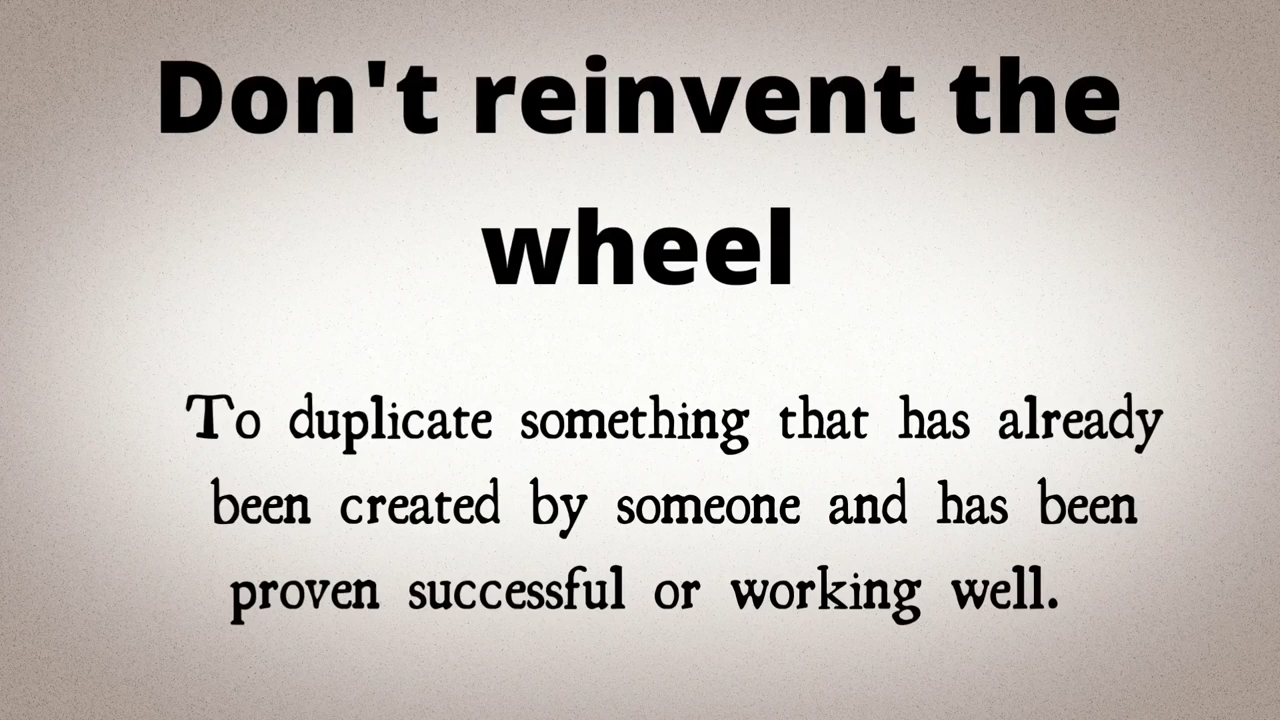 Don't reinvent the
wheel
To duplicate something that has already
been created by someone and has been
proven successful or working well.